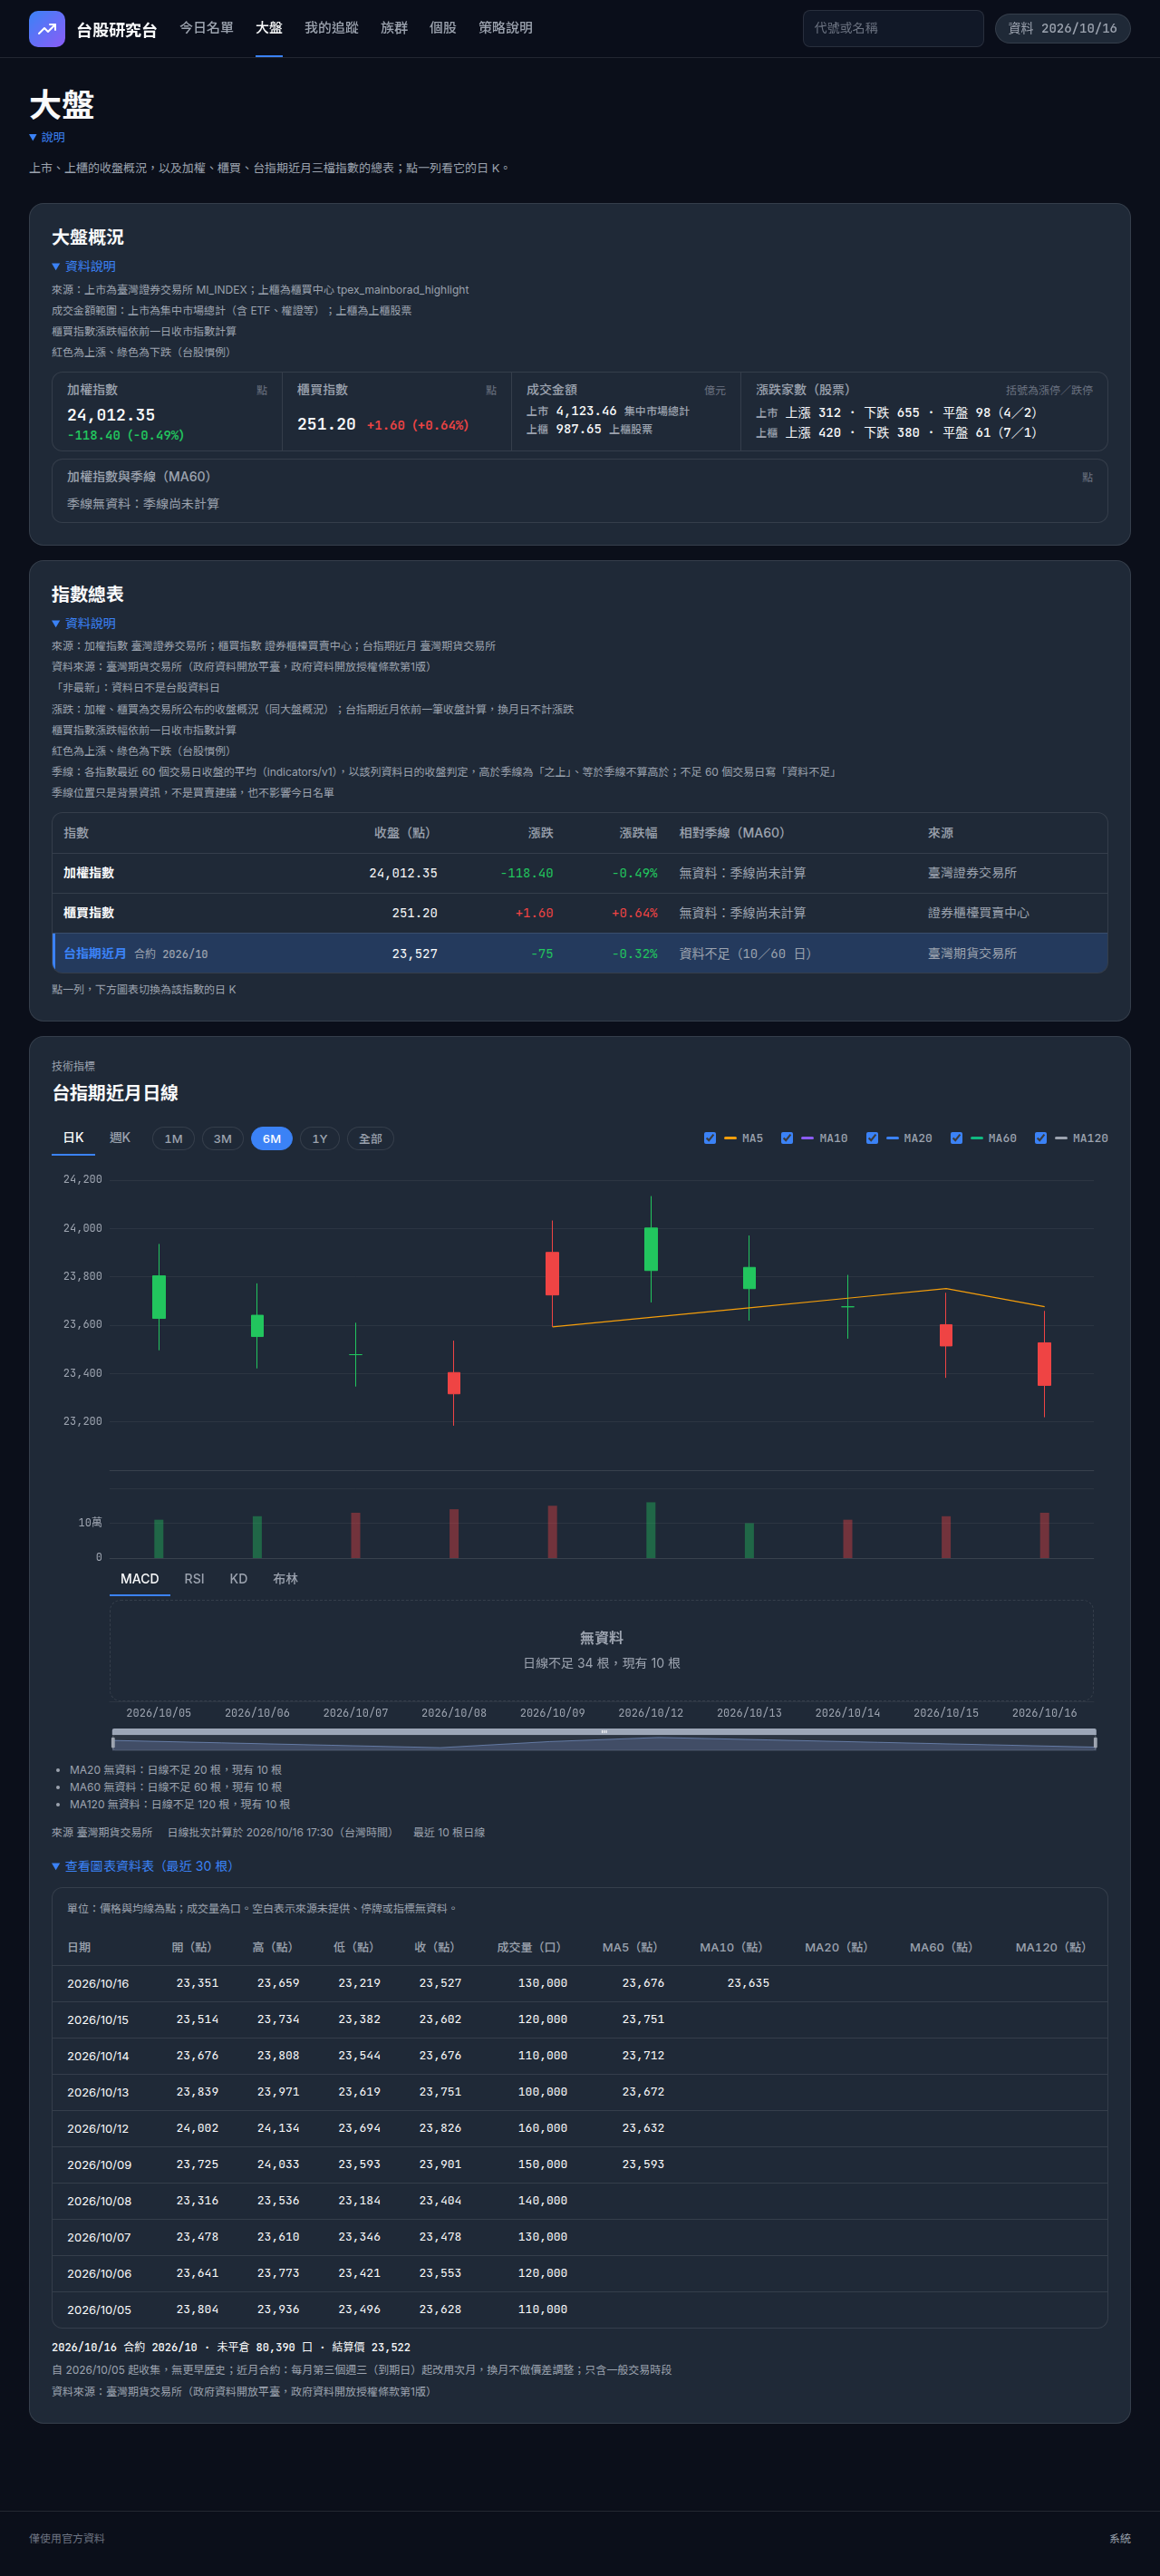 台股研究台 今日名單 大盤 我的追蹤 族群 個股 策略說明 代號或名稱 資料 2026/10/16
大盤
▼ 說明
上市、上櫃的收盤概況，以及加權、櫃買、台指期近月三檔指數的總表；點一列看它的日 K。
大盤概況
▼ 資料說明
來源：上市為臺灣證券交易所 MI_INDEX；上櫃為櫃買中心 tpex_mainborad_highlight
成交金額範圍：上市為集中市場總計（含 ETF、權證等）；上櫃為上櫃股票
櫃買指數漲跌幅依前一日收市指數計算
紅色為上漲、綠色為下跌（台股慣例）
加權指數 點
24,012.35
-118.40 (-0.49%)
櫃買指數 點
251.20 +1.60 (+0.64%)
成交金額 億元
上市 4,123.46 集中市場總計
上櫃 987.65 上櫃股票
漲跌家數（股票） 括號為漲停／跌停
上市 上漲 312 · 下跌 655 · 平盤 98（4／2）
上櫃 上漲 420 · 下跌 380 · 平盤 61（7／1）
加權指數與季線（MA60） 點
季線無資料：季線尚未計算
指數總表
▼ 資料說明
來源：加權指數 臺灣證券交易所；櫃買指數 證券櫃檯買賣中心；台指期近月 臺灣期貨交易所
資料來源：臺灣期貨交易所（政府資料開放平臺，政府資料開放授權條款第1版）
「非最新」：資料日不是台股資料日
漲跌：加權、櫃買為交易所公布的收盤概況（同大盤概況）；台指期近月依前一筆收盤計算，換月日不計漲跌
櫃買指數漲跌幅依前一日收市指數計算
紅色為上漲、綠色為下跌（台股慣例）
季線：各指數最近 60 個交易日收盤的平均（indicators/v1），以該列資料日的收盤判定，高於季線為「之上」、等於季線不算高於；不足 60 個交易日寫「資料不足」
季線位置只是背景資訊，不是買賣建議，也不影響今日名單
指數 收盤（點） 漲跌 漲跌幅 相對季線（MA60） 來源
加權指數 24,012.35 -118.40 -0.49% 無資料：季線尚未計算 臺灣證券交易所
櫃買指數 251.20 +1.60 +0.64% 無資料：季線尚未計算 證券櫃檯買賣中心
台指期近月 合約 2026/10 23,527 -75 -0.32% 資料不足（10／60 日） 臺灣期貨交易所
點一列，下方圖表切換為該指數的日 K
技術指標
台指期近月日線
日K 週K 1M 3M 6M 1Y 全部 MA5 MA10 MA20 MA60 MA120
24,200
24,000
23,800
23,600
23,400
23,200
10萬
0
MACD RSI KD 布林
無資料
日線不足 34 根，現有 10 根
2026/10/05 2026/10/06 2026/10/07 2026/10/08 2026/10/09 2026/10/12 2026/10/13 2026/10/14 2026/10/15 2026/10/16
• MA20 無資料：日線不足 20 根，現有 10 根
• MA60 無資料：日線不足 60 根，現有 10 根
• MA120 無資料：日線不足 120 根，現有 10 根
來源 臺灣期貨交易所 日線批次計算於 2026/10/16 17:30（台灣時間） 最近 10 根日線
▼ 查看圖表資料表（最近 30 根）
單位：價格與均線為點；成交量為口。空白表示來源未提供、停牌或指標無資料。
日期 開（點） 高（點） 低（點） 收（點） 成交量（口） MA5（點） MA10（點） MA20（點） MA60（點） MA120（點）
2026/10/16 23,351 23,659 23,219 23,527 130,000 23,676 23,635
2026/10/15 23,514 23,734 23,382 23,602 120,000 23,751
2026/10/14 23,676 23,808 23,544 23,676 110,000 23,712
2026/10/13 23,839 23,971 23,619 23,751 100,000 23,672
2026/10/12 24,002 24,134 23,694 23,826 160,000 23,632
2026/10/09 23,725 24,033 23,593 23,901 150,000 23,593
2026/10/08 23,316 23,536 23,184 23,404 140,000
2026/10/07 23,478 23,610 23,346 23,478 130,000
2026/10/06 23,641 23,773 23,421 23,553 120,000
2026/10/05 23,804 23,936 23,496 23,628 110,000
2026/10/16 合約 2026/10 · 未平倉 80,390 口 · 結算價 23,522
自 2026/10/05 起收集，無更早歷史；近月合約：每月第三個週三（到期日）起改用次月，換月不做價差調整；只含一般交易時段
資料來源：臺灣期貨交易所（政府資料開放平臺，政府資料開放授權條款第1版）
僅使用官方資料 系統